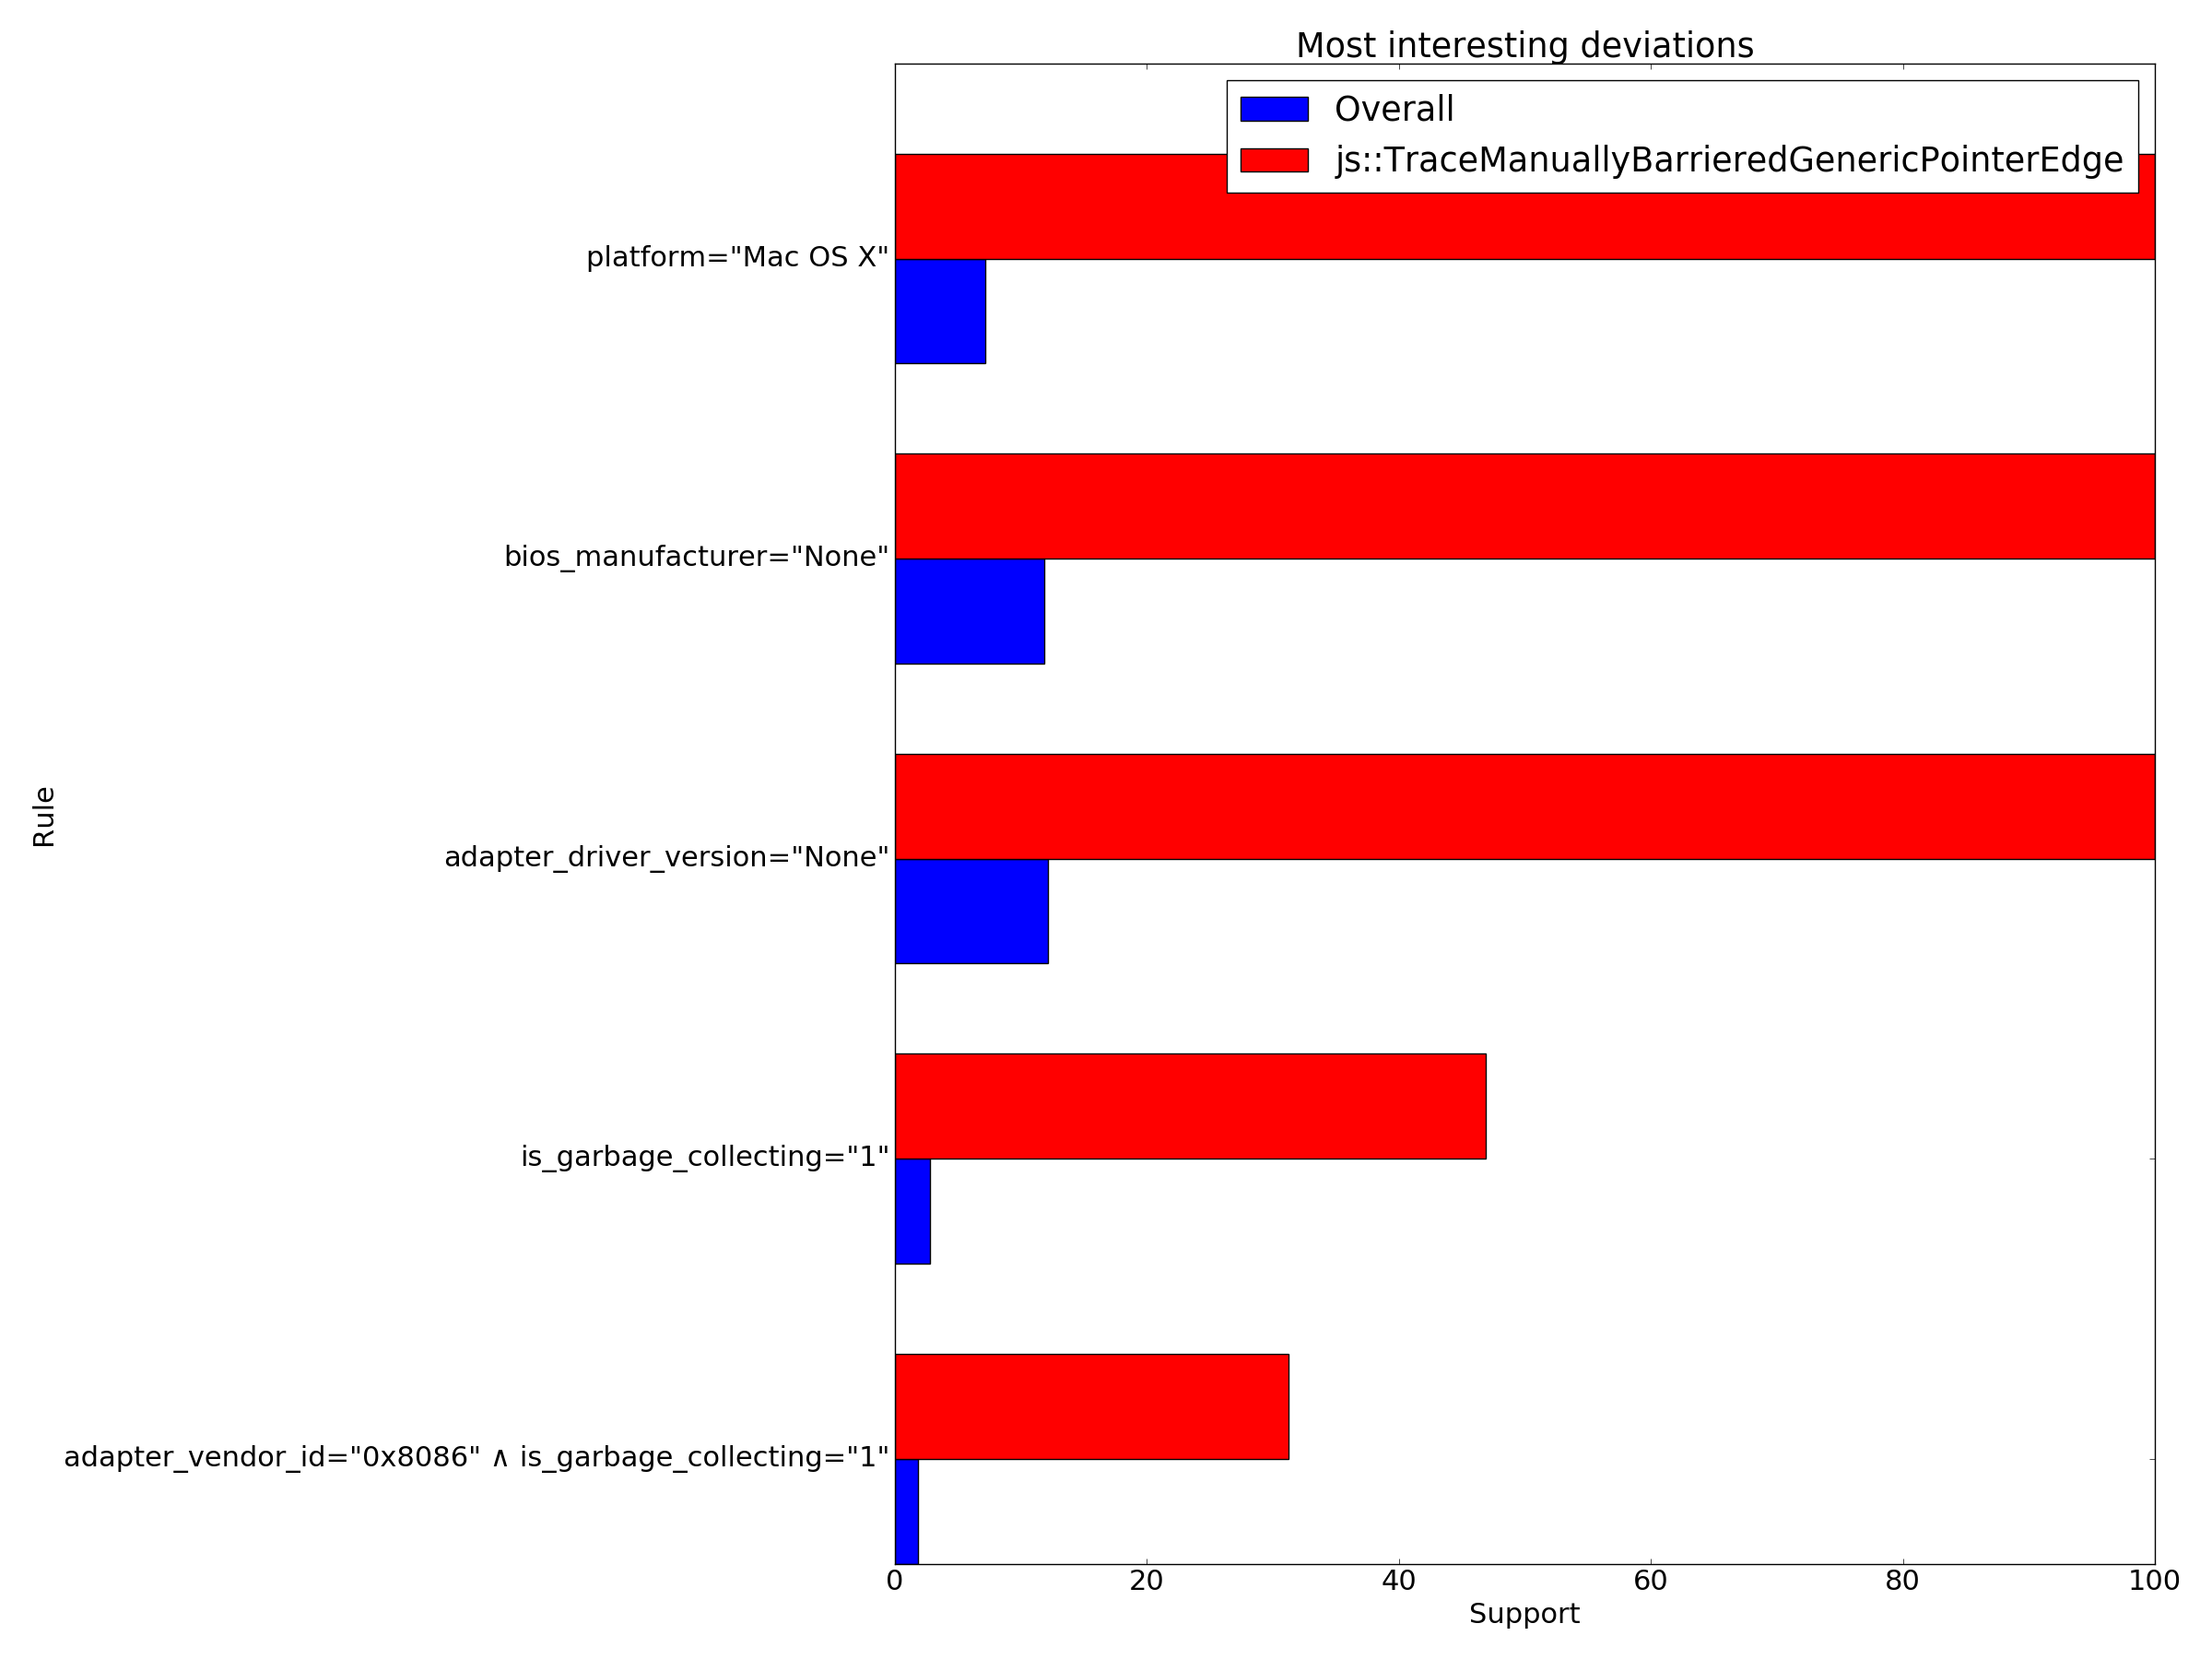 Most interesting deviations
Overall
js::TraceManuallyBarrieredGenericPointerEdge
platform="Mac OS X"
bios_manufacturer="None"
adapter_driver_version="None"
is_garbage_collecting="1"
adapter_vendor_id="0x8086" ∧ is_garbage_collecting="1"
Rule
0 20 40 60 80 100
Support